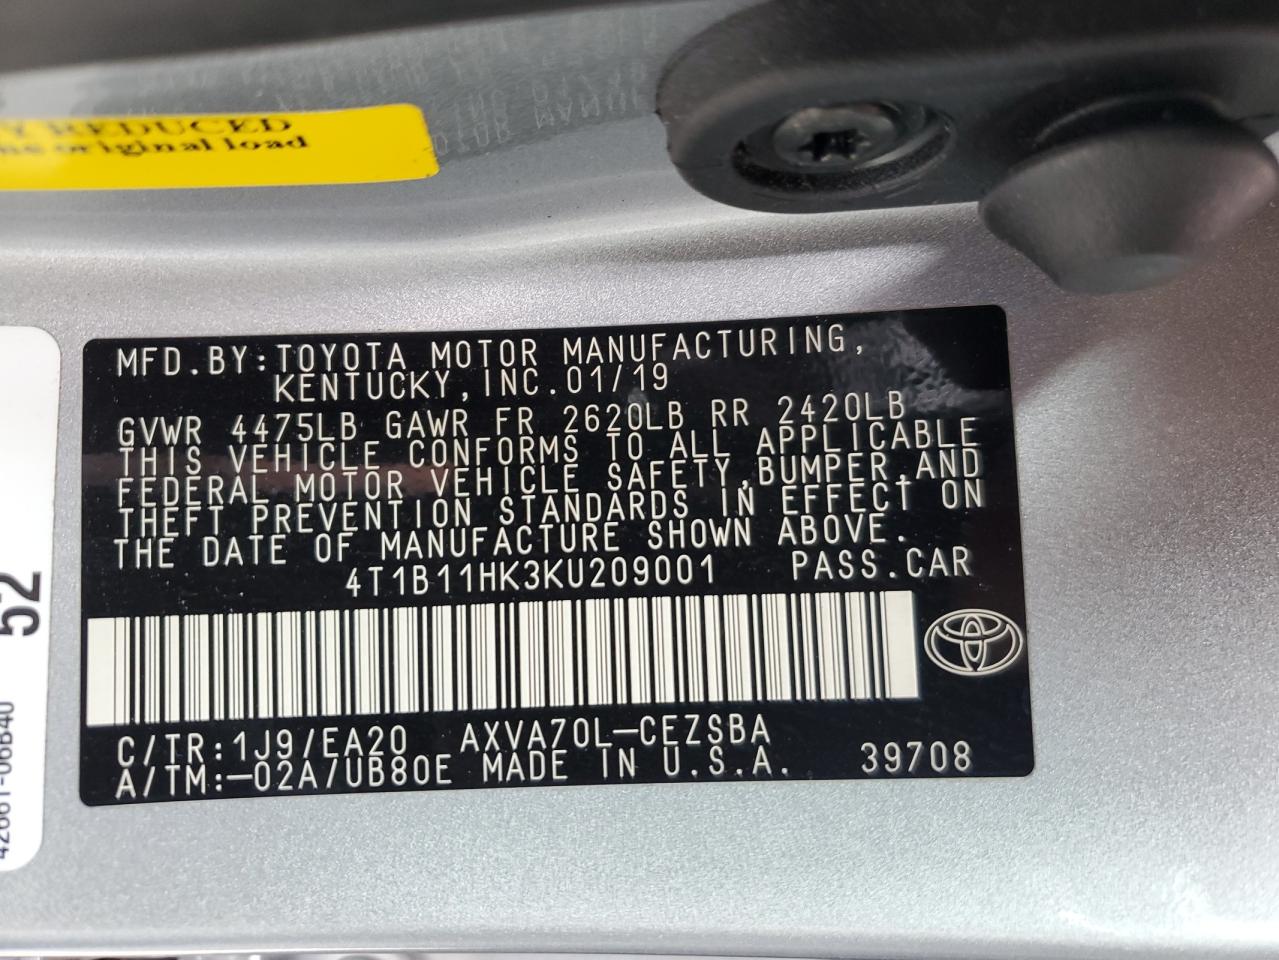 Y REDUCED
he original load
MFD.BY:TOYOTA MOTOR MANUFACTURING,
KENTUCKY,INC.01/19
GVWR 4475LB GAWR FR 2620LB RR 2420LB
THIS VEHICLE CONFORMS TO ALL APPLICABLE
FEDERAL MOTOR VEHICLE SAFETY,BUMPER,AND
THEFT PREVENTION STANDARDS IN EFFECT ON
THE DATE OF MANUFACTURE SHOWN ABOVE.
4T1B11HK3KU209001 PASS.CAR
C/TR:1J9/EA20 AXVA70L-CEZSBA
A/TM:-02A/UB80E MADE IN U.S.A. 39708
52
42661-06B40